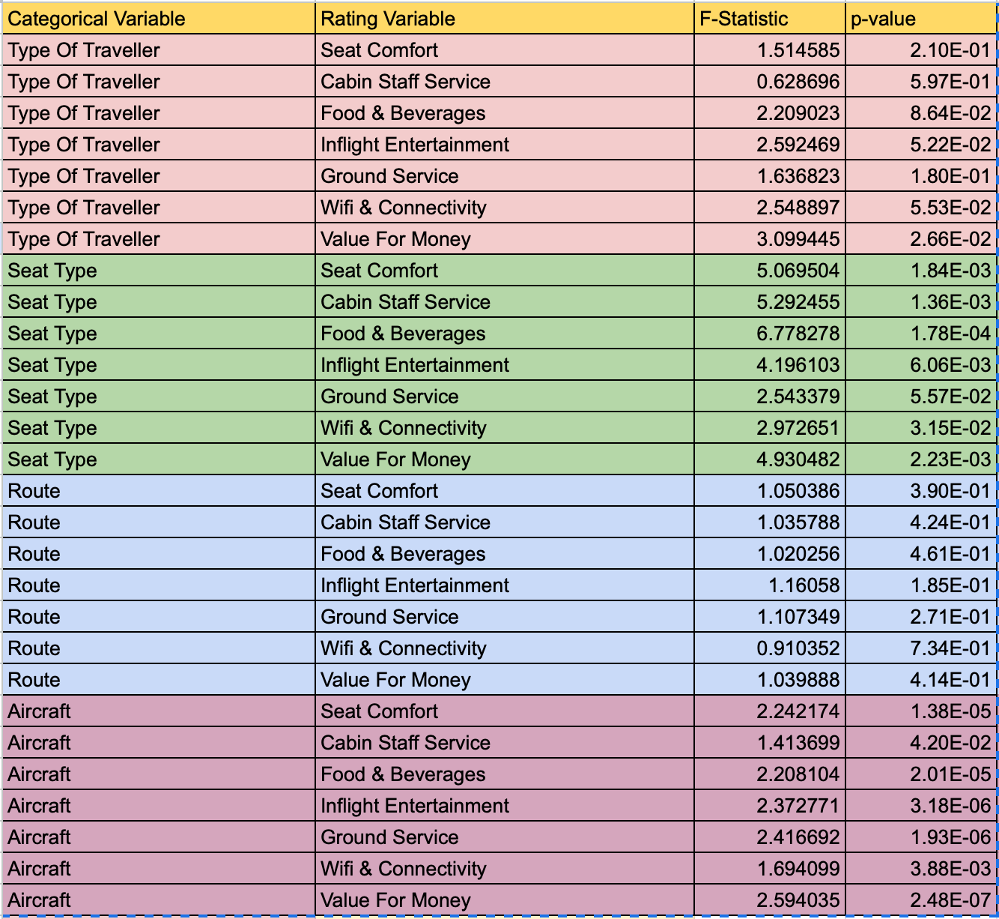 Categorical Variable Rating Variable F-Statistic p-value
Type Of Traveller Seat Comfort 1.514585 2.10E-01
Type Of Traveller Cabin Staff Service 0.628696 5.97E-01
Type Of Traveller Food & Beverages 2.209023 8.64E-02
Type Of Traveller Inflight Entertainment 2.592469 5.22E-02
Type Of Traveller Ground Service 1.636823 1.80E-01
Type Of Traveller Wifi & Connectivity 2.548897 5.53E-02
Type Of Traveller Value For Money 3.099445 2.66E-02
Seat Type Seat Comfort 5.069504 1.84E-03
Seat Type Cabin Staff Service 5.292455 1.36E-03
Seat Type Food & Beverages 6.778278 1.78E-04
Seat Type Inflight Entertainment 4.196103 6.06E-03
Seat Type Ground Service 2.543379 5.57E-02
Seat Type Wifi & Connectivity 2.972651 3.15E-02
Seat Type Value For Money 4.930482 2.23E-03
Route Seat Comfort 1.050386 3.90E-01
Route Cabin Staff Service 1.035788 4.24E-01
Route Food & Beverages 1.020256 4.61E-01
Route Inflight Entertainment 1.16058 1.85E-01
Route Ground Service 1.107349 2.71E-01
Route Wifi & Connectivity 0.910352 7.34E-01
Route Value For Money 1.039888 4.14E-01
Aircraft Seat Comfort 2.242174 1.38E-05
Aircraft Cabin Staff Service 1.413699 4.20E-02
Aircraft Food & Beverages 2.208104 2.01E-05
Aircraft Inflight Entertainment 2.372771 3.18E-06
Aircraft Ground Service 2.416692 1.93E-06
Aircraft Wifi & Connectivity 1.694099 3.88E-03
Aircraft Value For Money 2.594035 2.48E-07